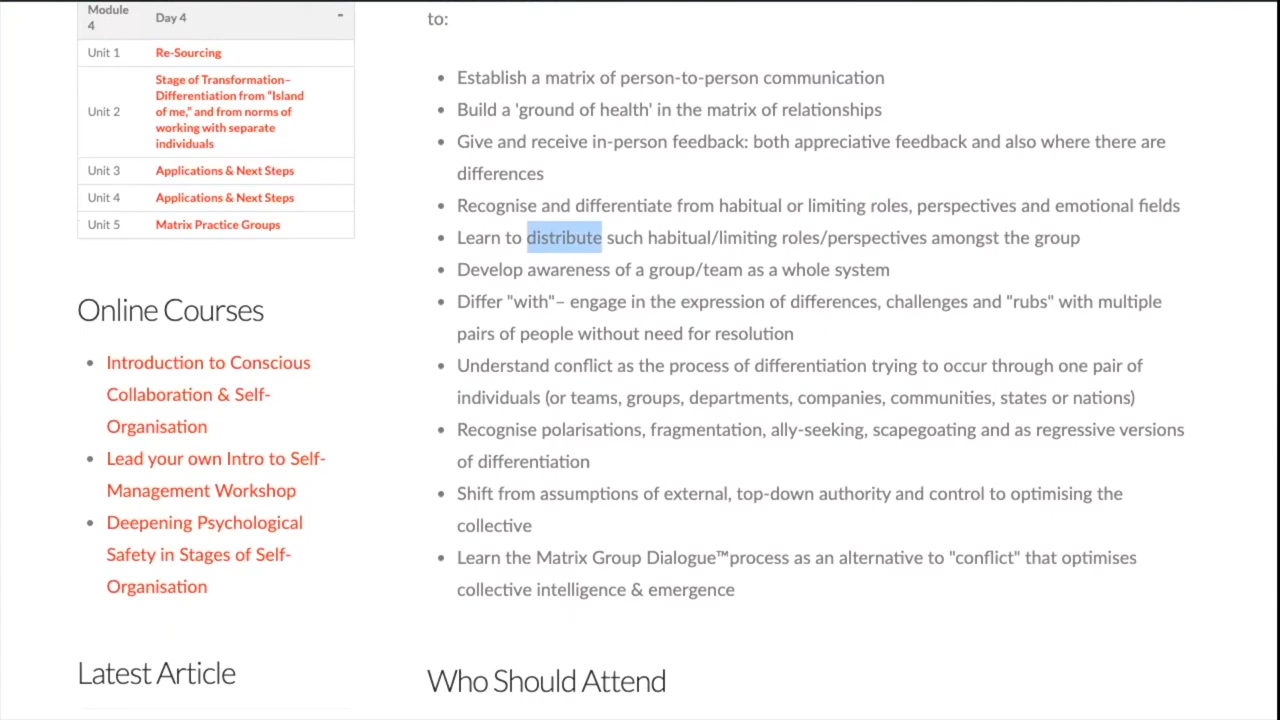 Module
4
Day 4
-
Unit 1
Re-Sourcing
Unit 2
Stage of Transformation–
Differentiation from “Island
of me,” and from norms of
working with separate
individuals
Unit 3
Applications & Next Steps
Unit 4
Applications & Next Steps
Unit 5
Matrix Practice Groups
Online Courses
• Introduction to Conscious
Collaboration & Self-
Organisation
• Lead your own Intro to Self-
Management Workshop
• Deepening Psychological
Safety in Stages of Self-
Organisation
Latest Article
to:
• Establish a matrix of person-to-person communication
• Build a 'ground of health' in the matrix of relationships
• Give and receive in-person feedback: both appreciative feedback and also where there are
differences
• Recognise and differentiate from habitual or limiting roles, perspectives and emotional fields
• Learn to distribute such habitual/limiting roles/perspectives amongst the group
• Develop awareness of a group/team as a whole system
• Differ "with"– engage in the expression of differences, challenges and "rubs" with multiple
pairs of people without need for resolution
• Understand conflict as the process of differentiation trying to occur through one pair of
individuals (or teams, groups, departments, companies, communities, states or nations)
• Recognise polarisations, fragmentation, ally-seeking, scapegoating and as regressive versions
of differentiation
• Shift from assumptions of external, top-down authority and control to optimising the
collective
• Learn the Matrix Group Dialogue™process as an alternative to "conflict" that optimises
collective intelligence & emergence
Who Should Attend